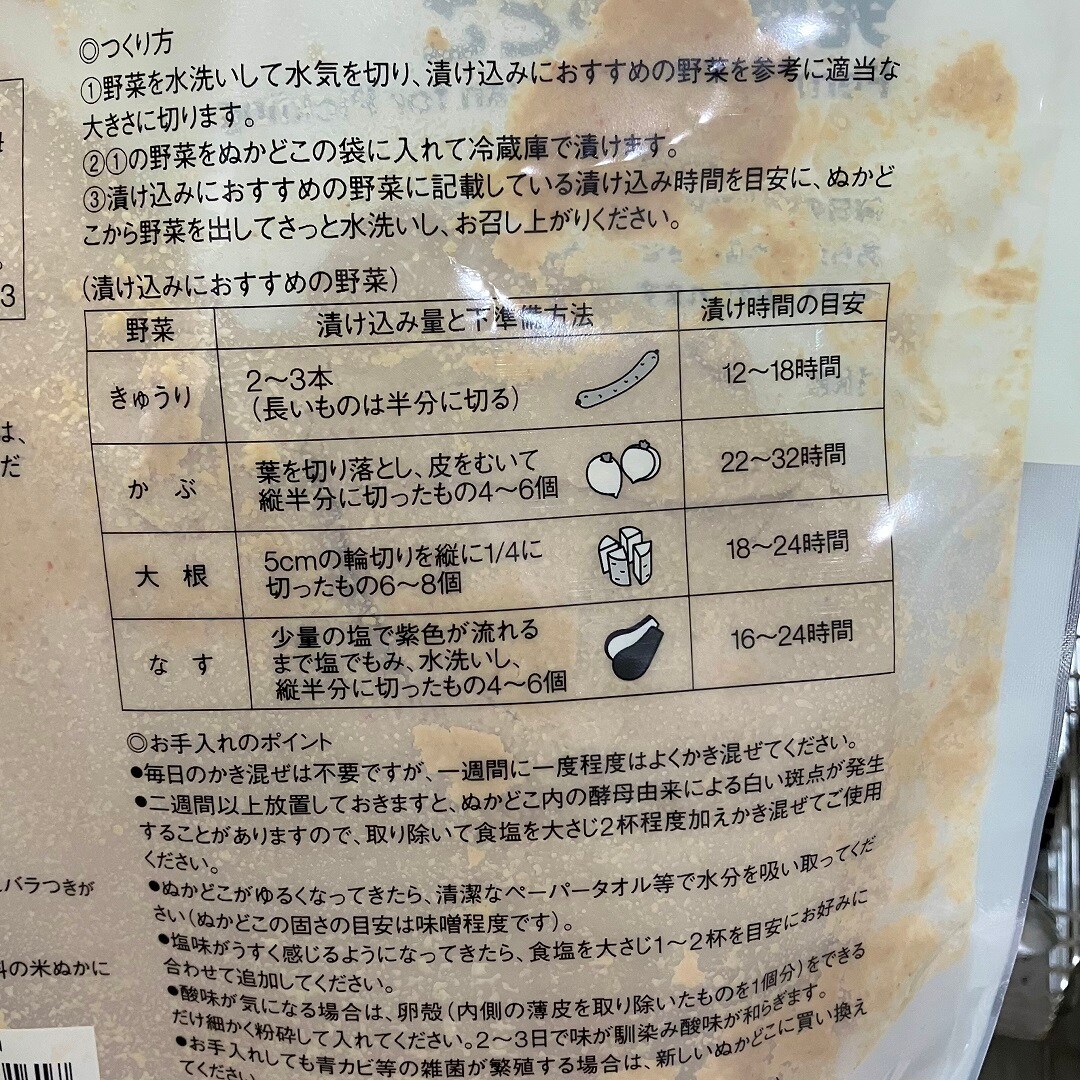 ◎つくり方
①野菜を水洗いして水気を切り、漬け込みにおすすめの野菜を参考に適当な
大きさに切ります。
②①の野菜をぬかどこの袋に入れて冷蔵庫で漬けます。
③漬け込みにおすすめの野菜に記載している漬け込み時間を目安に、ぬかど
こから野菜を出してさっと水洗いし、お召し上がりください。
(漬け込みにおすすめの野菜)
野菜 漬け込み量と下準備方法 漬け時間の目安
きゅうり 2〜3本 12〜18時間
(長いものは半分に切る)
かぶ 葉を切り落とし、皮をむいて 22〜32時間
縦半分に切ったもの4〜6個
大根 5cmの輪切りを縦に1/4に 18〜24時間
切ったもの6〜8個
なす 少量の塩で紫色が流れる 16〜24時間
まで塩でもみ、水洗いし、
縦半分に切ったもの4〜6個
◎お手入れのポイント
●毎日のかき混ぜは不要ですが、一週間に一度程度はよくかき混ぜてください。
●二週間以上放置しておきますと、ぬかどこ内の酵母由来による白い斑点が発生
することがありますので、取り除いて食塩を大さじ2杯程度加えかき混ぜてご使用
ください。
●ぬかどこがゆるくなってきたら、清潔なペーパータオル等で水分を吸い取ってくだ
さい(ぬかどこの固さの目安は味噌程度です)。
●塩味がうすく感じるようになってきたら、食塩を大さじ1〜2杯を目安にお好みに
合わせて追加してください。
●酸味が気になる場合は、卵殻(内側の薄皮を取り除いたものを1個分)をできる
だけ細かく粉砕して入れてください。2〜3日で味が馴染み酸味が和らぎます。
●お手入れしても青カビ等の雑菌が繁殖する場合は、新しいぬかどこに買い換え
てください
3
は、
だ
バラつきが
の米ぬかに